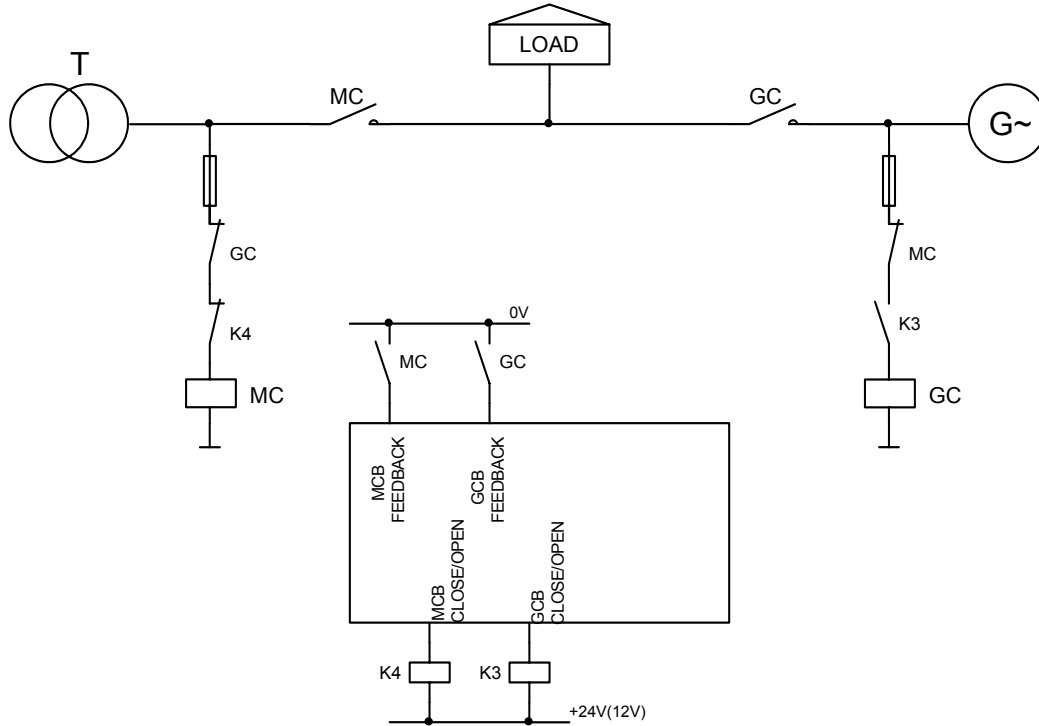 LOAD
T
MC
GC
G~
GC
MC
K4
0V
K3
MC
GC
MC
GC
MCB
FEEDBACK
GCB
FEEDBACK
MCB
CLOSE/OPEN
GCB
CLOSE/OPEN
K4
K3
+24V(12V)